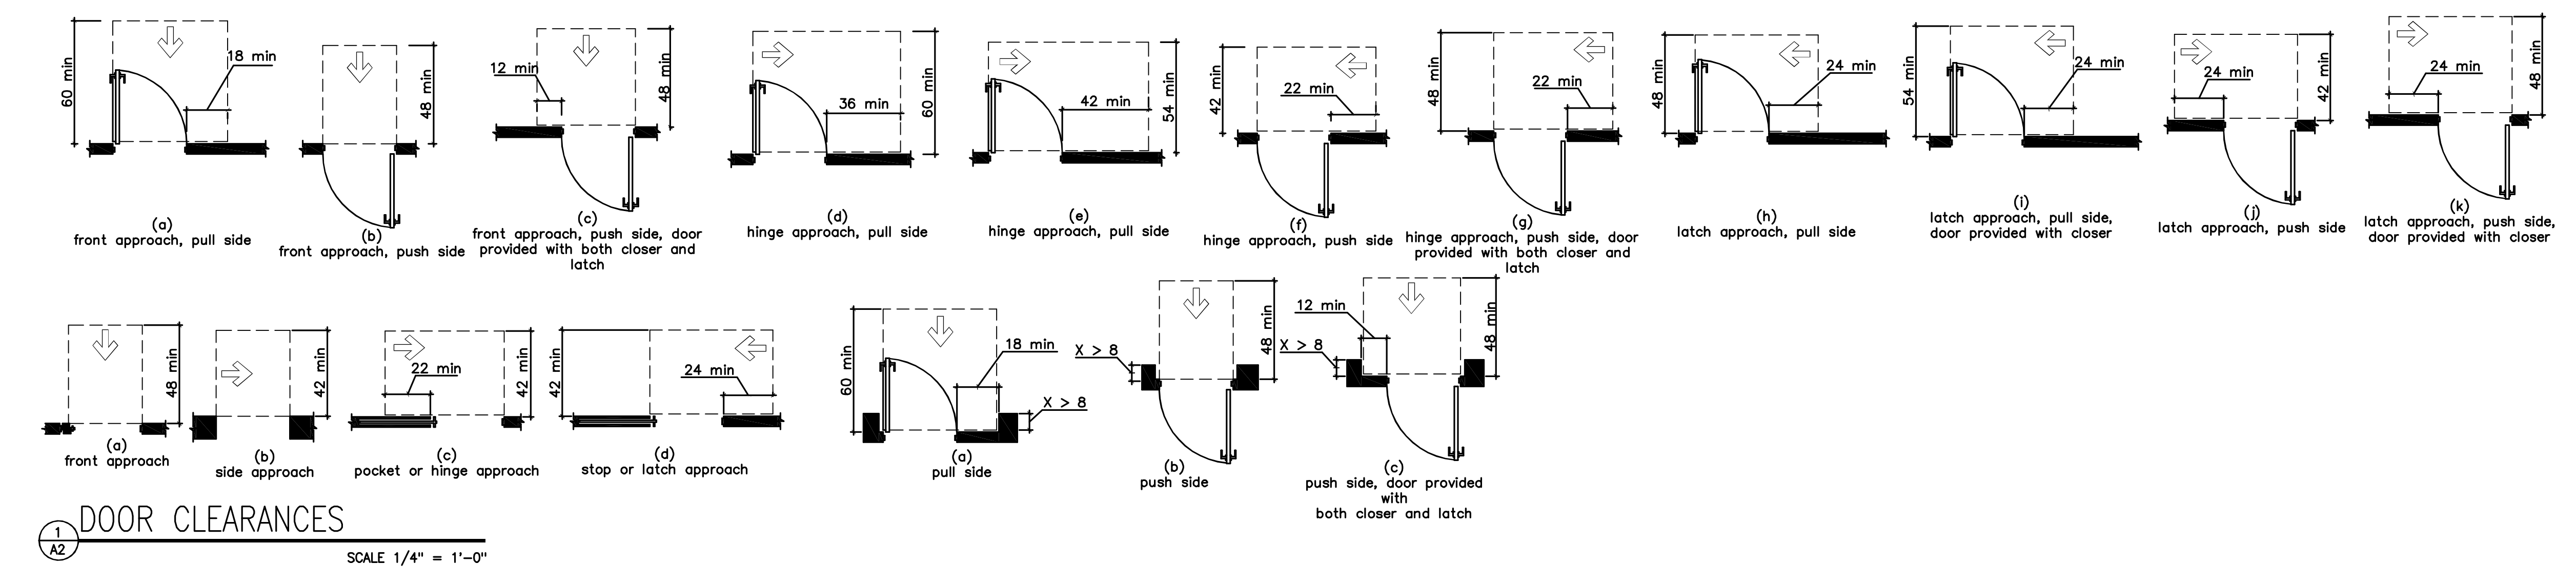 60 min
18 min
(a)
front approach, pull side
48 min
(b)
front approach, push side
12 min
48 min
(c)
front approach, push side, door
provided with both closer and
latch
36 min
60 min
(d)
hinge approach, pull side
42 min
54 min
(e)
hinge approach, pull side
42 min
22 min
(f)
hinge approach, push side
48 min
22 min
(g)
hinge approach, push side, door
provided with both closer and
latch
48 min
24 min
(h)
latch approach, pull side
54 min
24 min
(i)
latch approach, pull side,
door provided with closer
24 min
42 min
(j)
latch approach, push side
24 min
48 min
(k)
latch approach, push side,
door provided with closer
48 min
(a)
front approach
42 min
(b)
side approach
22 min
42 min
(c)
pocket or hinge approach
42 min
24 min
(d)
stop or latch approach
60 min
18 min
X > 8
(a)
pull side
X > 8
48 min
(b)
push side
12 min
X > 8
48 min
(c)
push side, door provided
with
both closer and latch
1
A2
DOOR CLEARANCES
SCALE 1/4" = 1'-0"